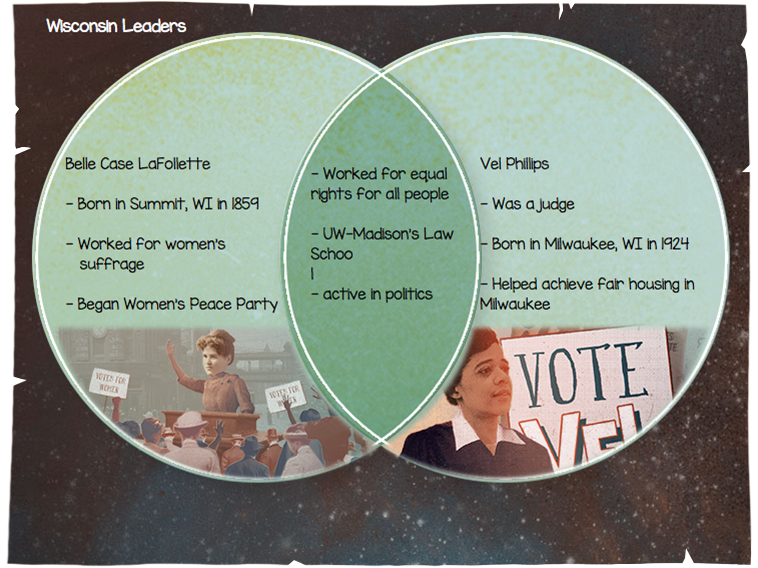 Wisconsin Leaders
Belle Case LaFollette
- Born in Summit, WI in 1859
- Worked for women's
suffrage
- Began Women's Peace Party
- Worked for equal
rights for all people
- UW-Madison's Law
Schoo
l
- active in politics
Vel Phillips
- Was a judge
- Born in Milwaukee, WI in 1924
- Helped achieve fair housing in
Milwaukee
VOTES FOR
WOMEN
VOTES FOR
WOMEN
VOTE
VEL